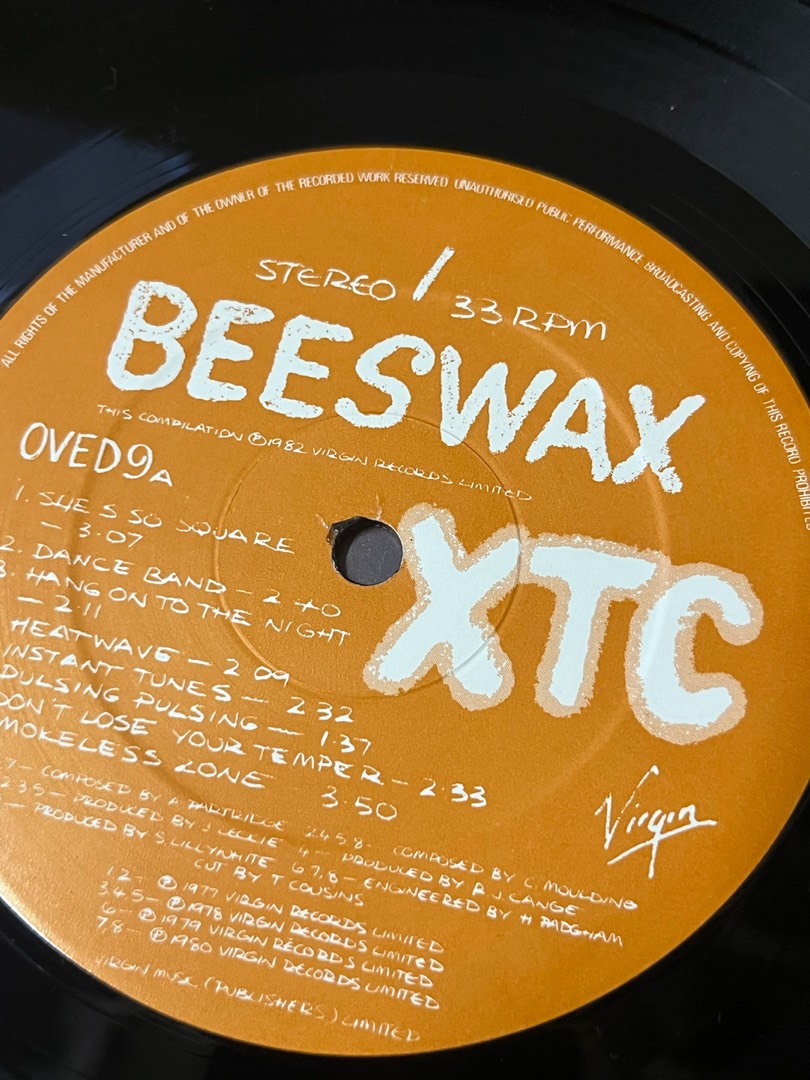 ALL RIGHTS OF THE MANUFACTURER AND OF THE OWNER OF THE RECORDED WORK RESERVED UNAUTHORISED PUBLIC PERFORMANCE BROADCASTING AND COPYING OF THIS RECORD PROHIBITED
STEREO / 33 RPM
BEESWAX
THIS COMPILATION ℗ 1982 VIRGIN RECORDS LIMITED
OVED 9A
XTC
1. SHE S SO SQUARE
— 3·07
2. DANCE BAND — 2 40
3. HANG ON TO THE NIGHT
— 2·11
HEATWAVE — 2 09
INSTANT TUNES — 2 32
PULSING PULSING — 1·37
DON'T LOSE YOUR TEMPER — 2·33
MOKELESS ZONE 3·50
Virgin
7 — COMPOSED BY A PARTRIDGE 2 4 5 8 - COMPOSED BY C. MOULDING
2 3 5 — PRODUCED BY J. LECKIE 4 — PRODUCED BY R. J. LANGE
— PRODUCED BY S. LILLYWHITE 6 7, 8 — ENGINEERED BY H PADGHAM
CUT BY T COUSINS
1.2 — ℗ 1977 VIRGIN RECORDS LIMITED
3.4.5 — ℗ 1978 VIRGIN RECORDS LIMITED
6 — ℗ 1979 VIRGIN RECORDS LIMITED
7,8 — ℗ 1980 VIRGIN RECORDS LIMITED
VIRGIN MUSIC (PUBLISHERS) LIMITED